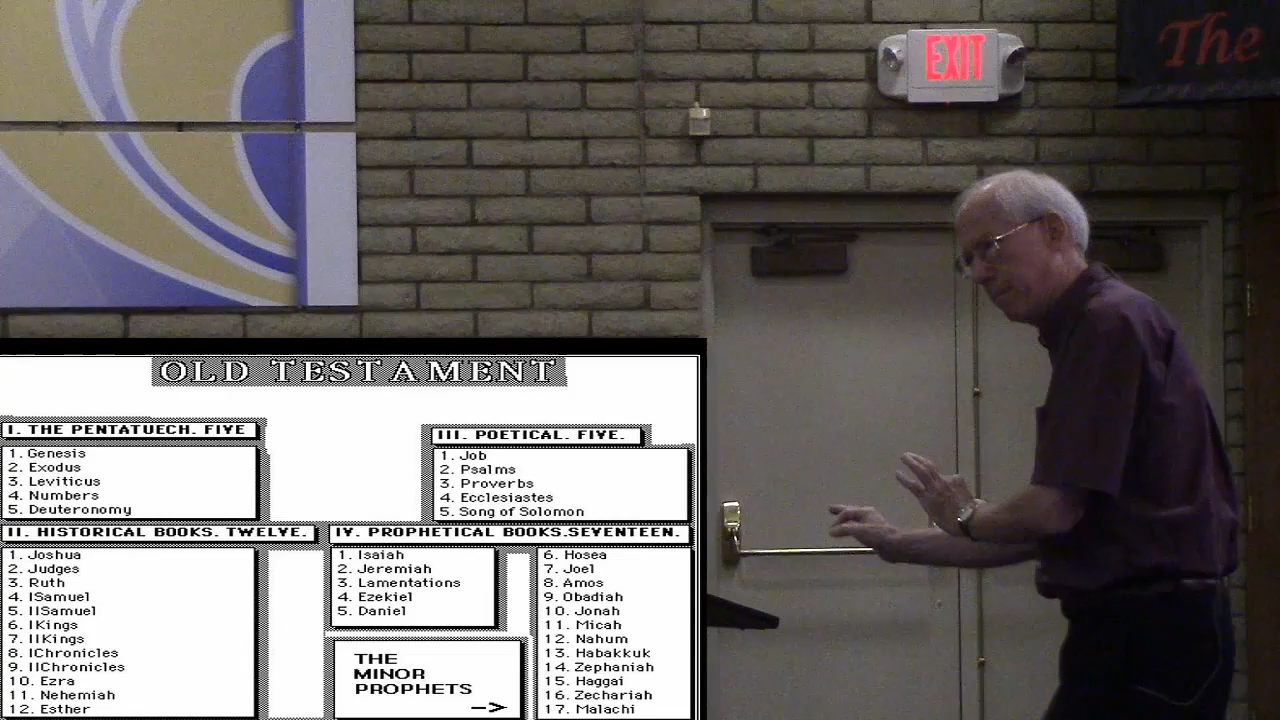 EXIT
The
OLD TESTAMENT
I. THE PENTATUECH. FIVE
1. Genesis
2. Exodus
3. Leviticus
4. Numbers
5. Deuteronomy
III. POETICAL. FIVE.
1. Job
2. Psalms
3. Proverbs
4. Ecclesiastes
5. Song of Solomon
II. HISTORICAL BOOKS. TWELVE.
1. Joshua
2. Judges
3. Ruth
4. ISamuel
5. IISamuel
6. IKings
7. IIKings
8. IChronicles
9. IIChronicles
10. Ezra
11. Nehemiah
12. Esther
IV. PROPHETICAL BOOKS.SEVENTEEN.
1. Isaiah
2. Jeremiah
3. Lamentations
4. Ezekiel
5. Daniel
THE
MINOR
PROPHETS
-->
6. Hosea
7. Joel
8. Amos
9. Obadiah
10. Jonah
11. Micah
12. Nahum
13. Habakkuk
14. Zephaniah
15. Haggai
16. Zechariah
17. Malachi